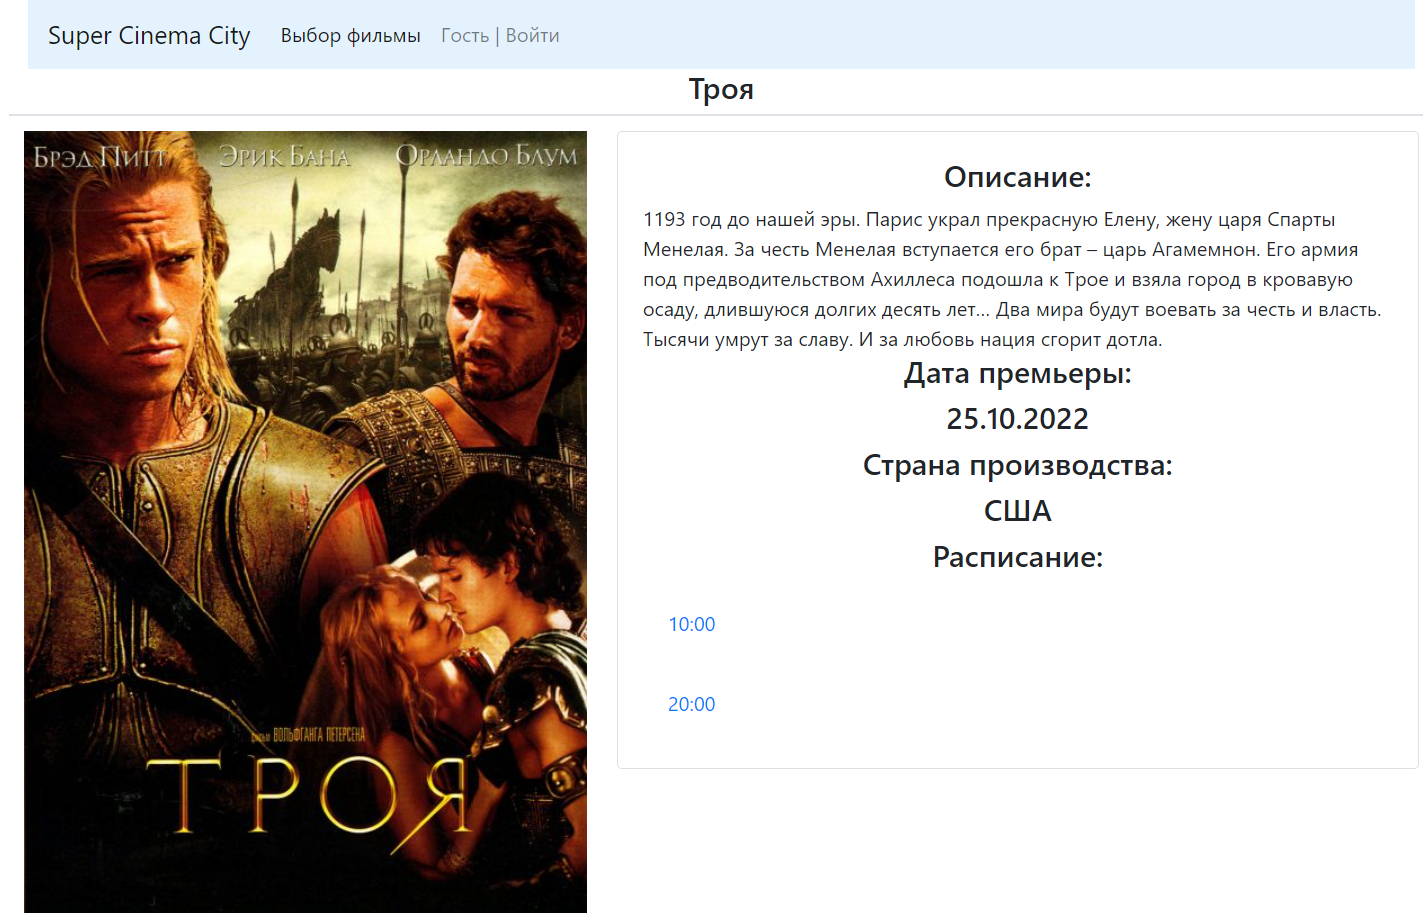 Super Cinema City Выбор фильмы Гость | Войти
Троя
БРЭД ПИТТ ЭРИК БАНА ОРЛАНДО БЛУМ
фильм ВОЛЬФГАНГА ПЕТЕРСЕНА
ТРОЯ
Описание:
1193 год до нашей эры. Парис украл прекрасную Елену, жену царя Спарты
Менелая. За честь Менелая вступается его брат – царь Агамемнон. Его армия
под предводительством Ахиллеса подошла к Трое и взяла город в кровавую
осаду, длившуюся долгих десять лет... Два мира будут воевать за честь и власть.
Тысячи умрут за славу. И за любовь нация сгорит дотла.
Дата премьеры:
25.10.2022
Страна производства:
США
Расписание:
10:00
20:00